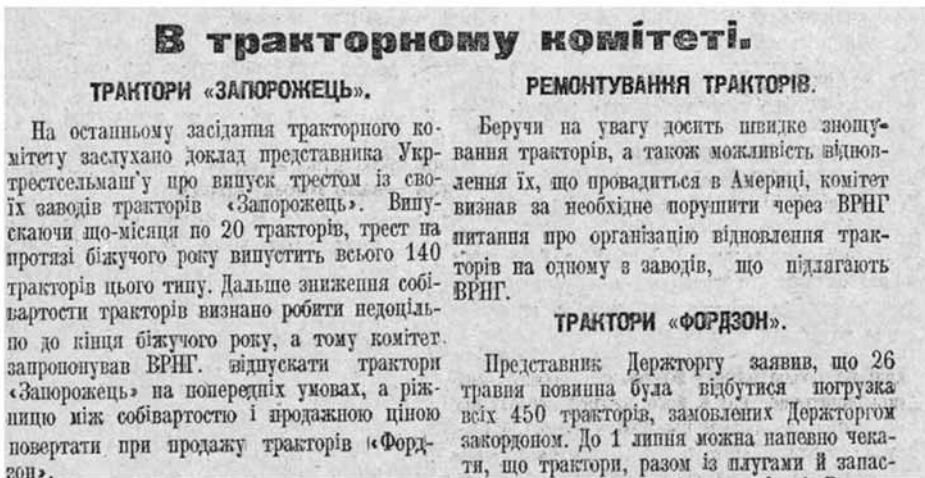 В тракторному комітеті.
ТРАКТОРИ «ЗАПОРОЖЕЦЬ».
На останньому засідання тракторного ко-
мітету заслухано доклад представника Укр-
трестсельмаш'у про випуск трестом із сво-
їх заводів тракторів «Запорожець». Випу-
скаючи що-місяця по 20 тракторів, трест на
протязі біжучого року випустить всього 140
тракторів цього типу. Дальше зниження собі-
вартости тракторів визнано робити недоціль-
но до кінця біжучого року, а тому комітет
запропонував ВРНГ. відпускати трактори
«Запорожець» на попередніх умовах, а ріж-
ницю між собівартостю і продажною ціною
повертати при продажу тракторів «Форд-
зон».
РЕМОНТУВАННЯ ТРАКТОРІВ.
Беручи на увагу досить швидке знощу-
вання тракторів, а також можливість віднов-
лення їх, що провадиться в Америці, комітет
визнав за необхідне порушити через ВРНГ
питання про організацію відновлення трак-
торів на одному з заводів, що підлягають
ВРНГ.
ТРАКТОРИ «ФОРДЗОН».
Представник Держторгу заявив, що 26
травня повинна була відбутися погрузка
всіх 450 тракторів, замовлених Держторгом
закордоном. До 1 липня можна напевно чека-
ти, що трактори, разом із плугами й запас-